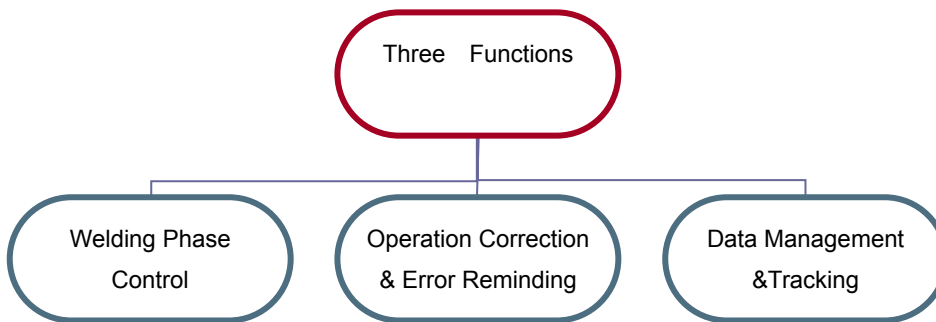 Three Functions
Welding Phase
Control
Operation Correction
& Error Reminding
Data Management
&Tracking